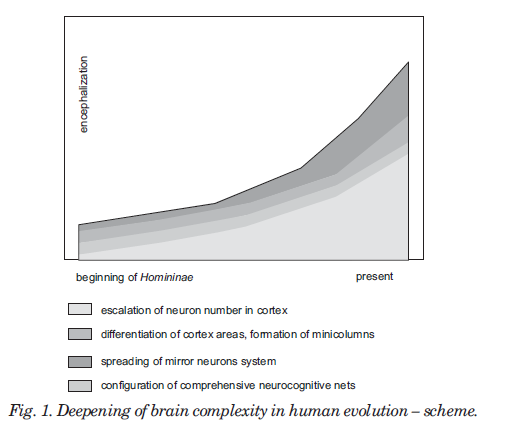 encephalization
beginning of Homininae
present
escalation of neuron number in cortex
differentiation of cortex areas, formation of minicolumns
spreading of mirror neurons system
configuration of comprehensive neurocognitive nets
Fig. 1. Deepening of brain complexity in human evolution – scheme.